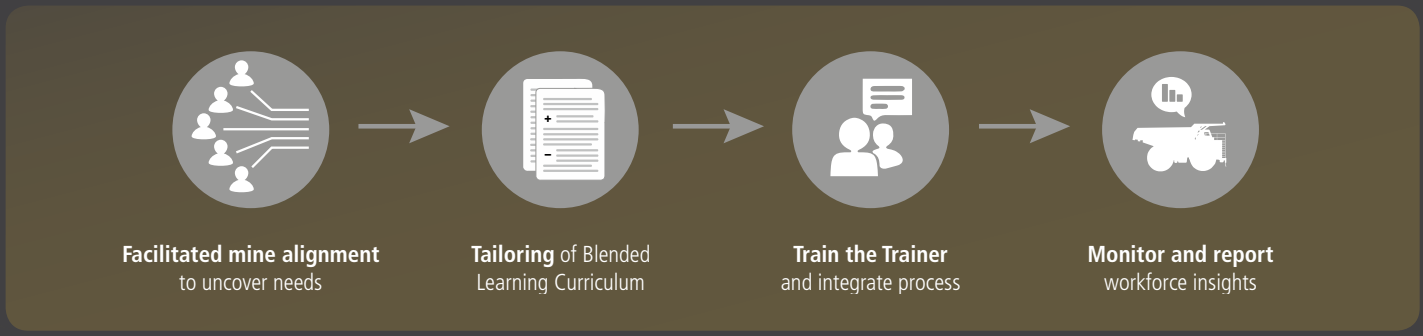 Facilitated mine alignment
to uncover needs
Tailoring of Blended
Learning Curriculum
Train the Trainer
and integrate process
Monitor and report
workforce insights